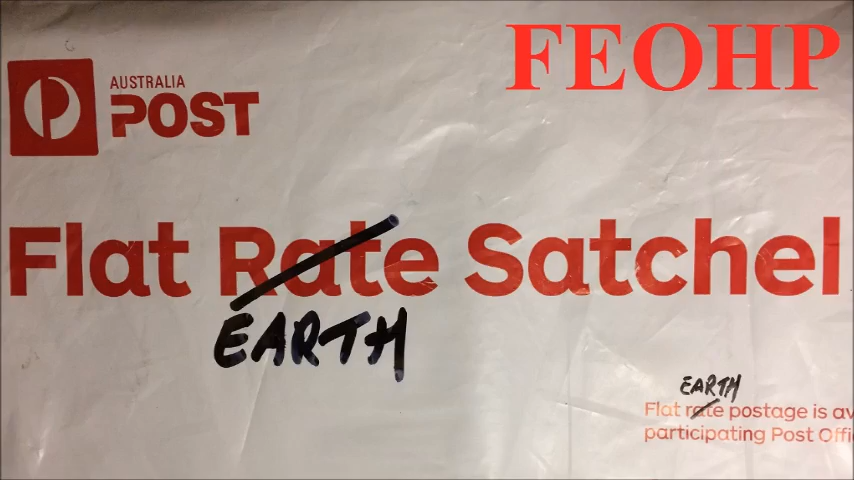 FEOHP
AUSTRALIA
POST
Flat Rate Satchel
EARTH
EARTH
Flat rate postage is av
participating Post Offi